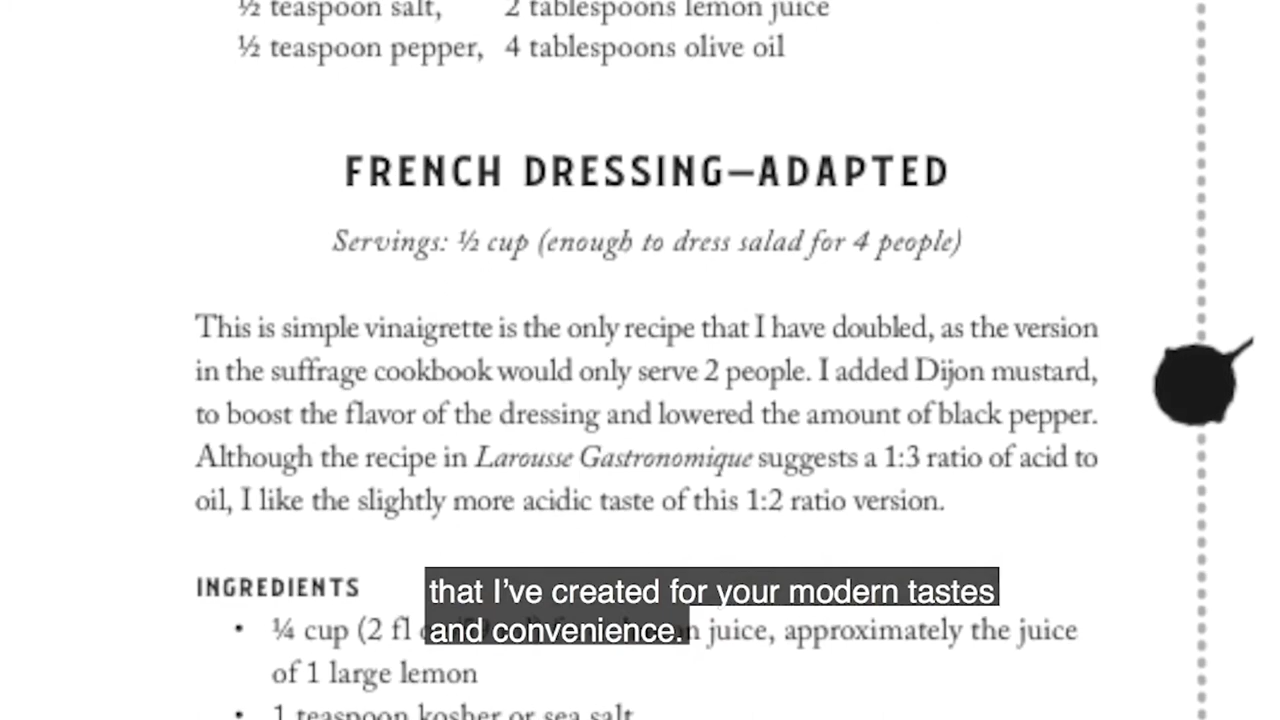 ½ teaspoon salt, 2 tablespoons lemon juice
½ teaspoon pepper, 4 tablespoons olive oil
FRENCH DRESSING—ADAPTED
Servings: ½ cup (enough to dress salad for 4 people)
This is simple vinaigrette is the only recipe that I have doubled, as the version
in the suffrage cookbook would only serve 2 people. I added Dijon mustard,
to boost the flavor of the dressing and lowered the amount of black pepper.
Although the recipe in Larousse Gastronomique suggests a 1:3 ratio of acid to
oil, I like the slightly more acidic taste of this 1:2 ratio version.
INGREDIENTS
that I've created for your modern tastes
and convenience.
• ¼ cup (2 fl juice, approximately the juice
of 1 large lemon
• 1 teaspoon kosher or sea salt